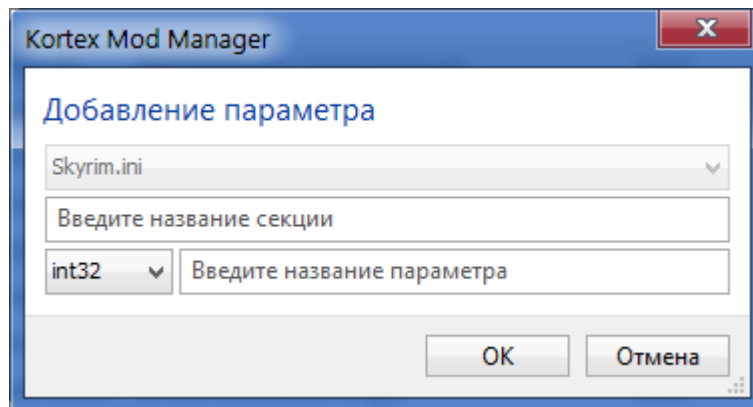 Kortex Mod Manager
Добавление параметра
Skyrim.ini
Введите название секции
int32 Введите название параметра
OK Отмена